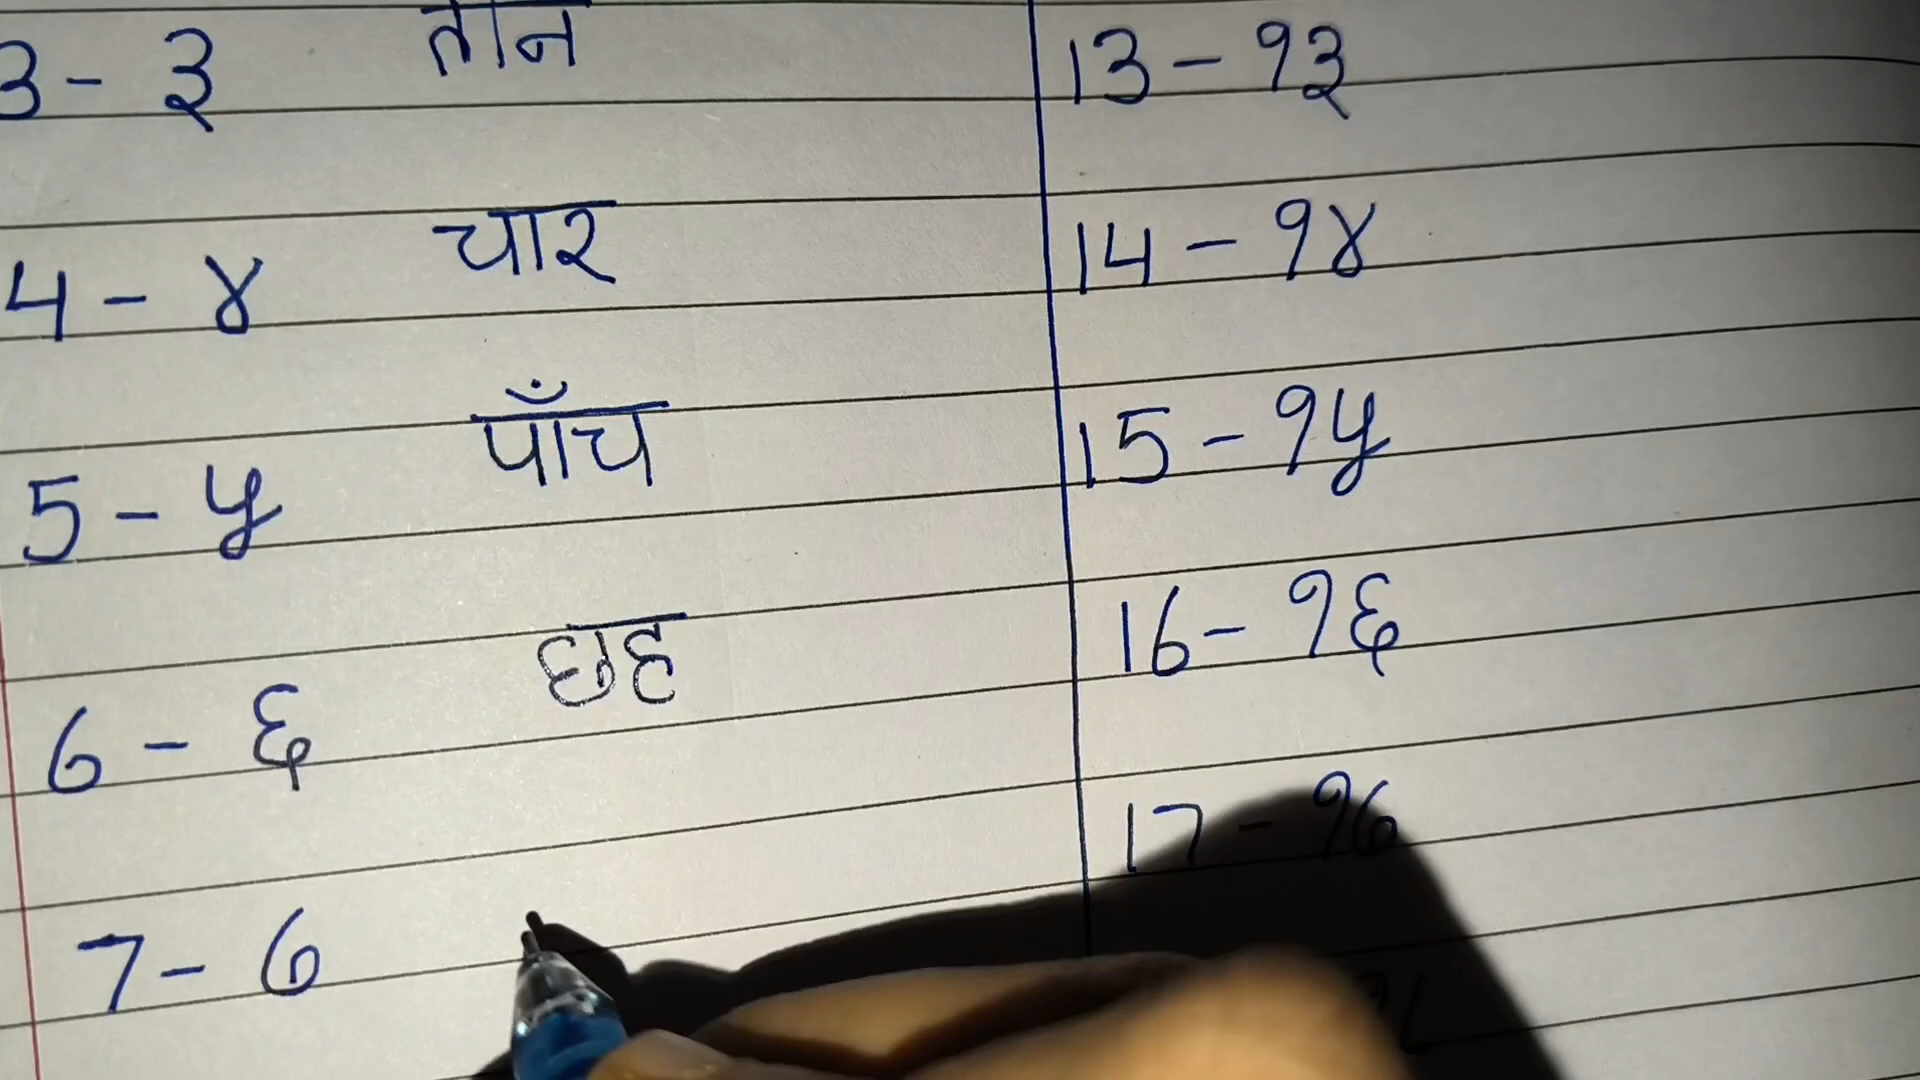 3 - ३ तीन
4 - ४ चार
5 - ५ पाँच
6 - ६ छह
7 - ७
13 - १३
14 - १४
15 - १५
16 - १६
17 - १७